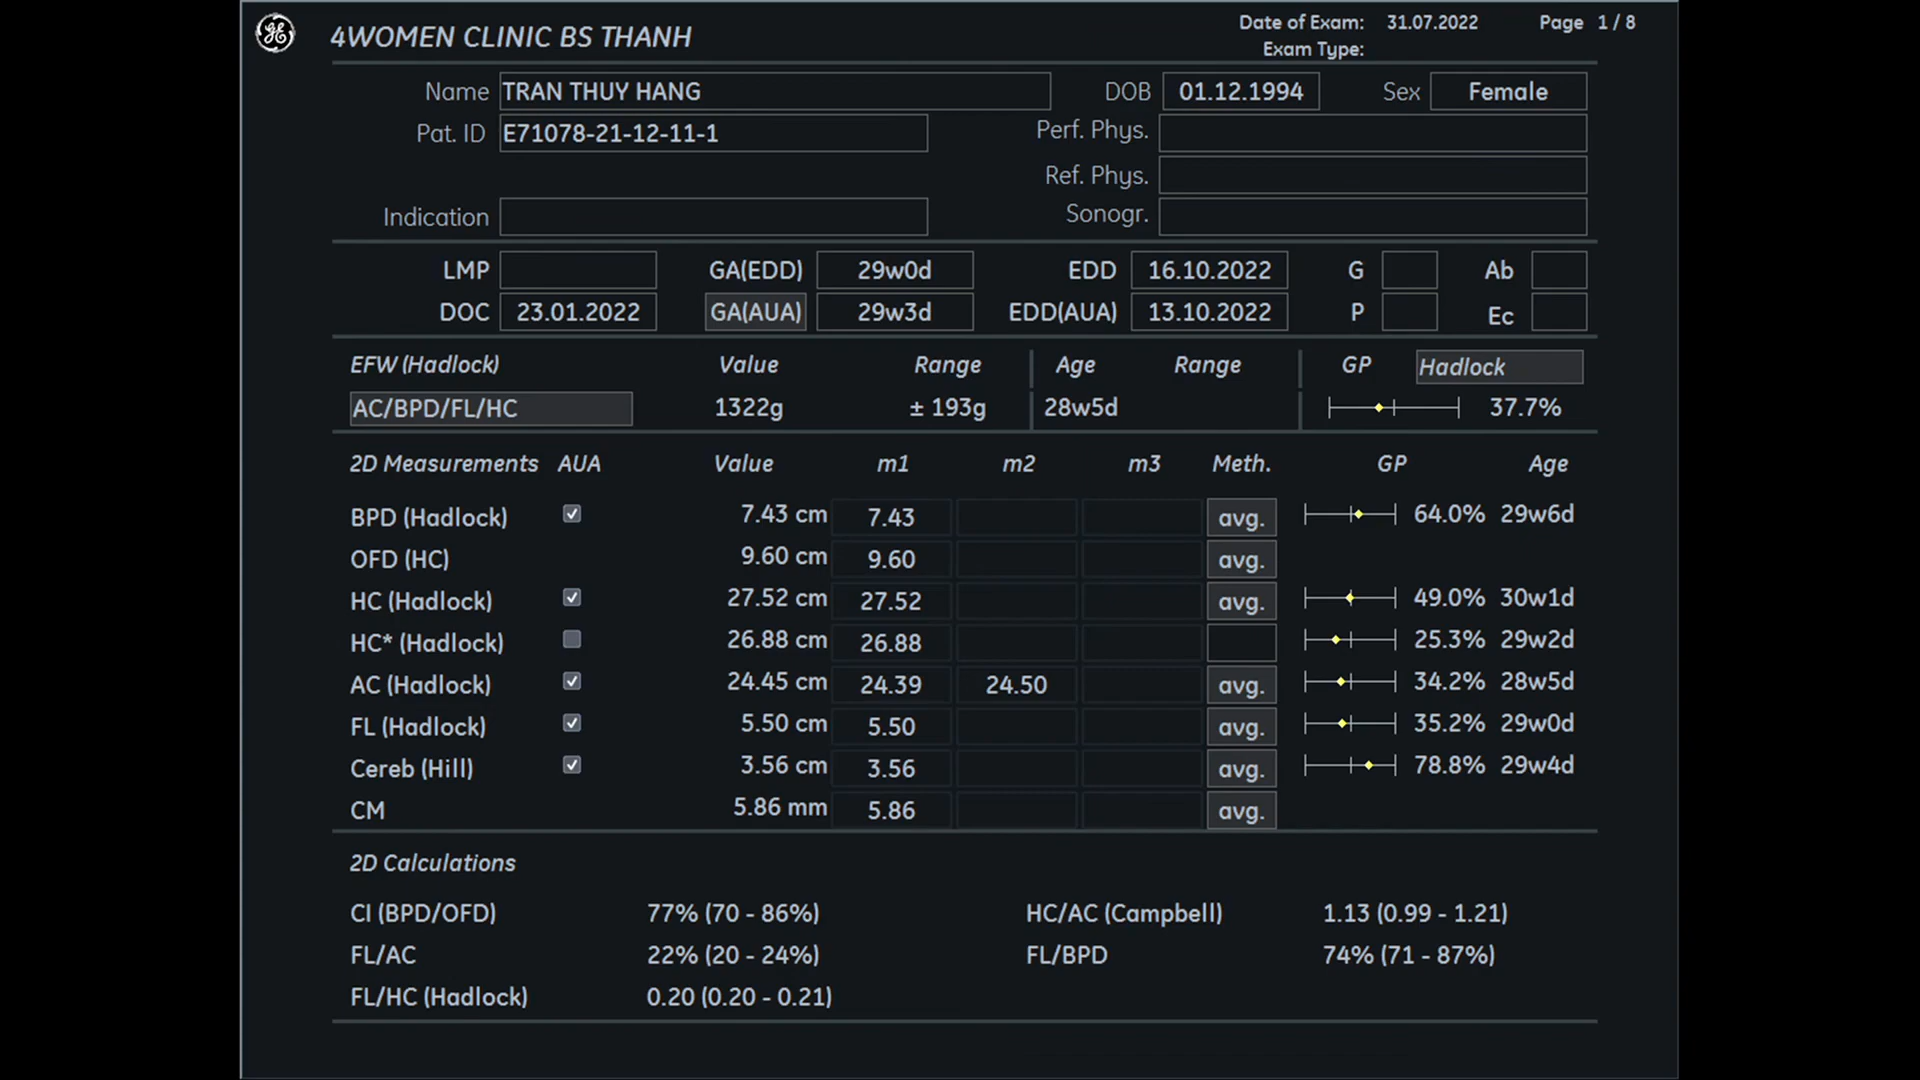 4WOMEN CLINIC BS THANH Date of Exam: 31.07.2022 Page 1 / 8
Exam Type:
Name TRAN THUY HANG DOB 01.12.1994 Sex Female
Pat. ID E71078-21-12-11-1 Perf. Phys.
Ref. Phys.
Indication Sonogr.
LMP GA(EDD) 29w0d EDD 16.10.2022 G Ab
DOC 23.01.2022 GA(AUA) 29w3d EDD(AUA) 13.10.2022 P Ec
EFW (Hadlock) Value Range Age Range GP Hadlock
AC/BPD/FL/HC 1322g ± 193g 28w5d 37.7%
2D Measurements AUA Value m1 m2 m3 Meth. GP Age
BPD (Hadlock) 7.43 cm 7.43 avg. 64.0% 29w6d
OFD (HC) 9.60 cm 9.60 avg.
HC (Hadlock) 27.52 cm 27.52 avg. 49.0% 30w1d
HC* (Hadlock) 26.88 cm 26.88 25.3% 29w2d
AC (Hadlock) 24.45 cm 24.39 24.50 avg. 34.2% 28w5d
FL (Hadlock) 5.50 cm 5.50 avg. 35.2% 29w0d
Cereb (Hill) 3.56 cm 3.56 avg. 78.8% 29w4d
CM 5.86 mm 5.86 avg.
2D Calculations
CI (BPD/OFD) 77% (70 - 86%) HC/AC (Campbell) 1.13 (0.99 - 1.21)
FL/AC 22% (20 - 24%) FL/BPD 74% (71 - 87%)
FL/HC (Hadlock) 0.20 (0.20 - 0.21)